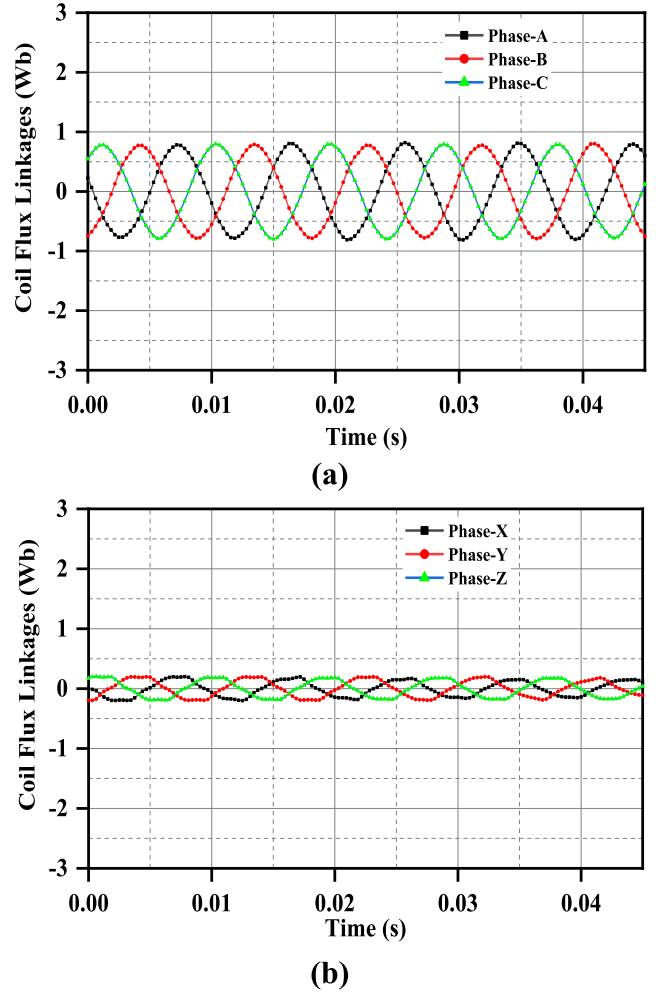 3
2
1
0
-1
-2
-3
Coil Flux Linkages (Wb)
Phase-A
Phase-B
Phase-C
0.00 0.01 0.02 0.03 0.04
Time (s)
(a)
3
2
1
0
-1
-2
-3
Coil Flux Linkages (Wb)
Phase-X
Phase-Y
Phase-Z
0.00 0.01 0.02 0.03 0.04
Time (s)
(b)